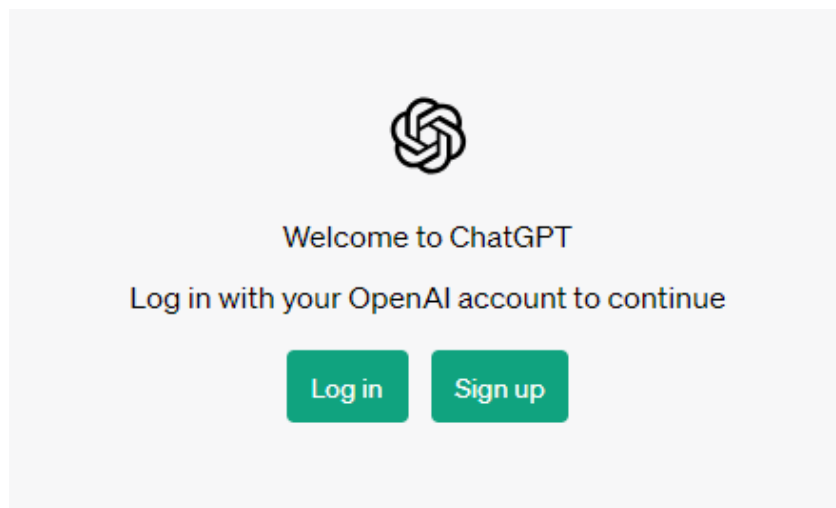 Welcome to ChatGPT
Log in with your OpenAI account to continue
Log in Sign up